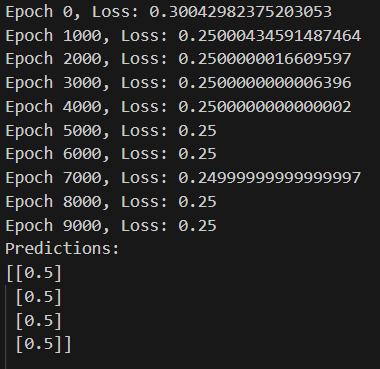 Epoch 0, Loss: 0.30042982375203053
Epoch 1000, Loss: 0.25000434591487464
Epoch 2000, Loss: 0.2500000016609597
Epoch 3000, Loss: 0.2500000000006396
Epoch 4000, Loss: 0.2500000000000002
Epoch 5000, Loss: 0.25
Epoch 6000, Loss: 0.25
Epoch 7000, Loss: 0.24999999999999997
Epoch 8000, Loss: 0.25
Epoch 9000, Loss: 0.25
Predictions:
[[0.5]
 [0.5]
 [0.5]
 [0.5]]